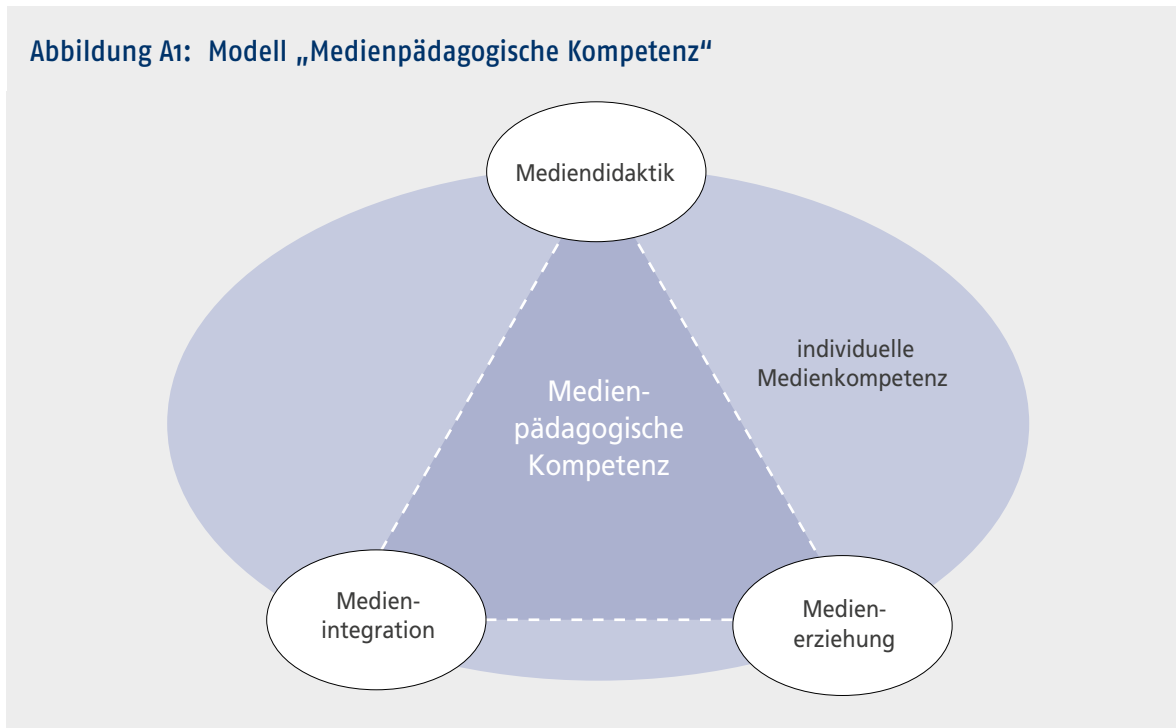 Abbildung A1: Modell „Medienpädagogische Kompetenz“
Mediendidaktik
individuelle
Medienkompetenz
Medien-
pädagogische
Kompetenz
Medien-
integration
Medien-
erziehung